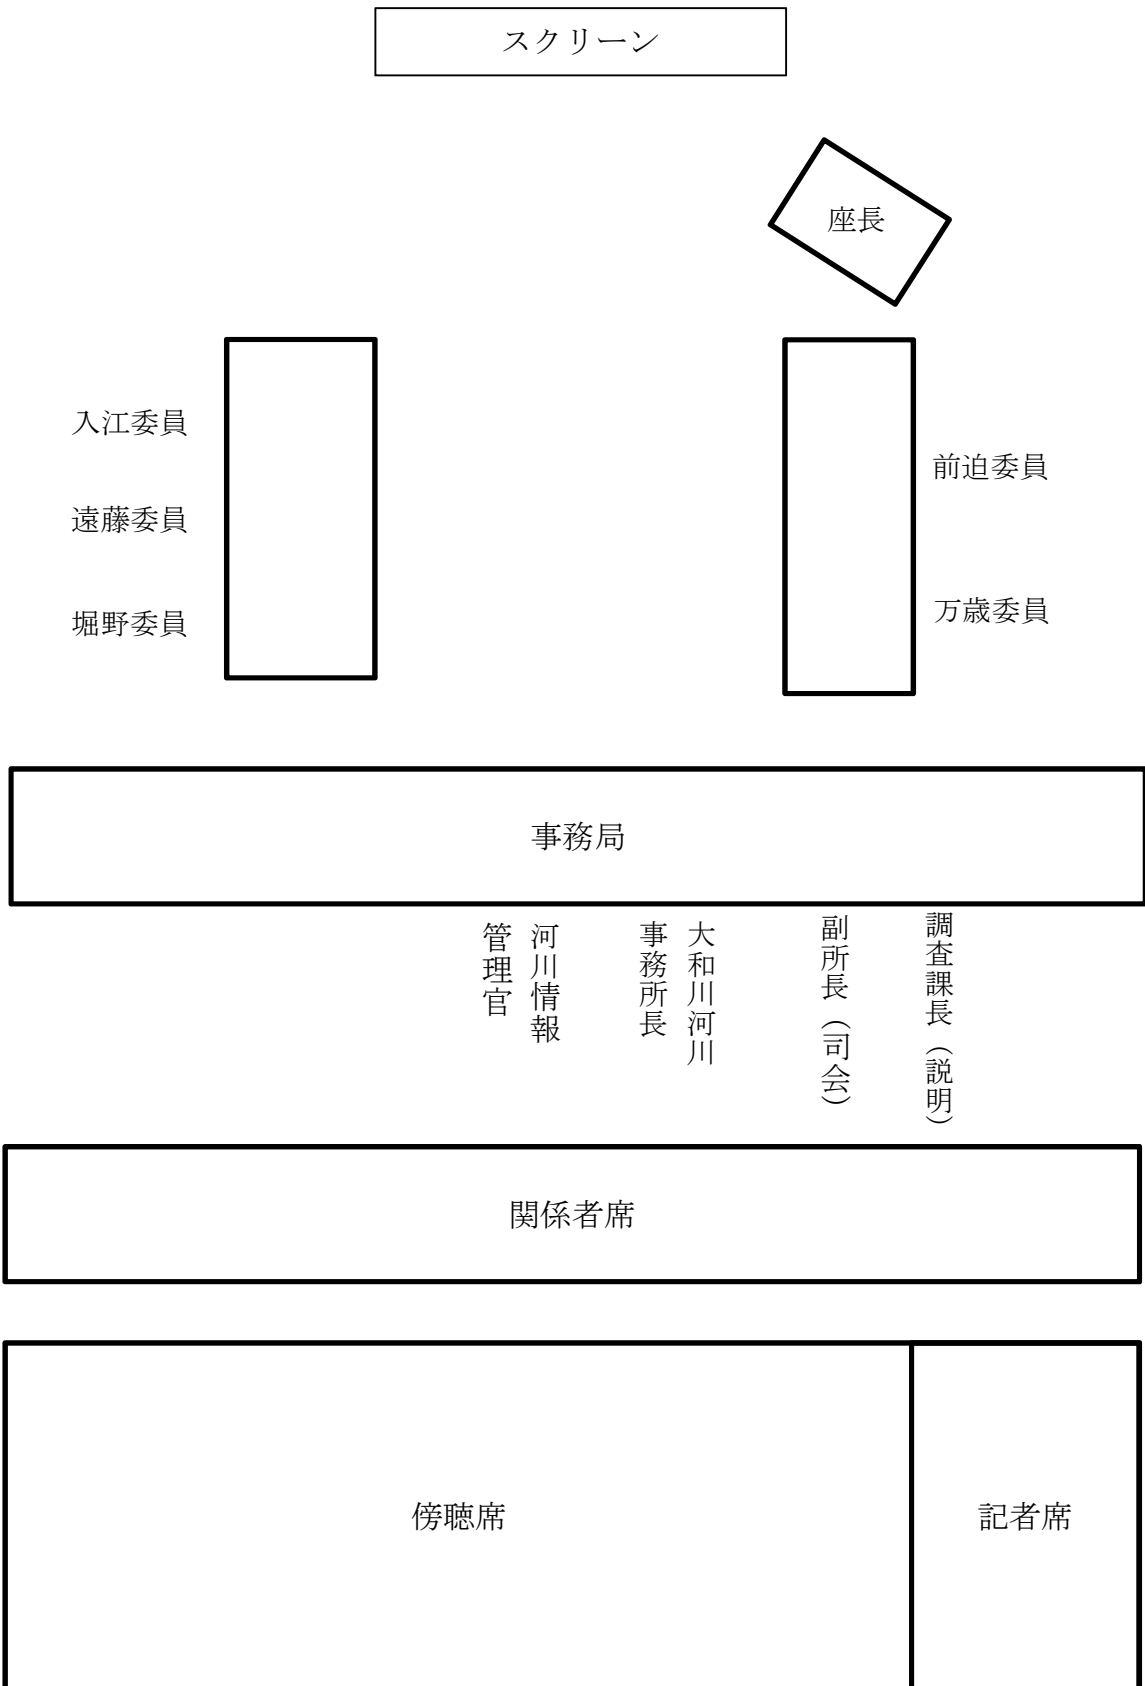 スクリーン
座長
入江委員
前迫委員
遠藤委員
万歳委員
堀野委員
事務局
調査課長（説明）
副所長（司会）
大和川河川
事務所長
河川情報
管理官
関係者席
傍聴席
記者席